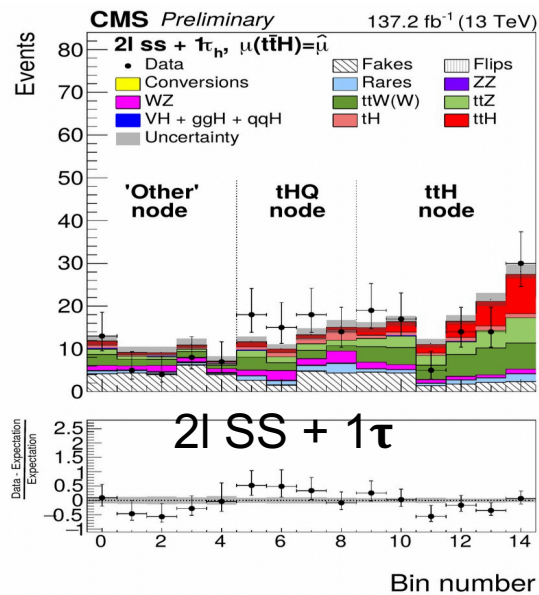 CMS Preliminary 137.2 fb⁻¹ (13 TeV)
Events
2l ss + 1τh, μ(tt̄H)=μ̂
Data
Fakes
Flips
Conversions
Rares
ZZ
WZ
ttW(W)
ttZ
VH + ggH + qqH
tH
ttH
Uncertainty
'Other' node
tHQ node
ttH node
80
70
60
50
40
30
20
10
0
2l SS + 1τ
Data - Expectation
Expectation
2.5
2
1.5
1
0.5
0
−0.5
−1
0 2 4 6 8 10 12 14
Bin number